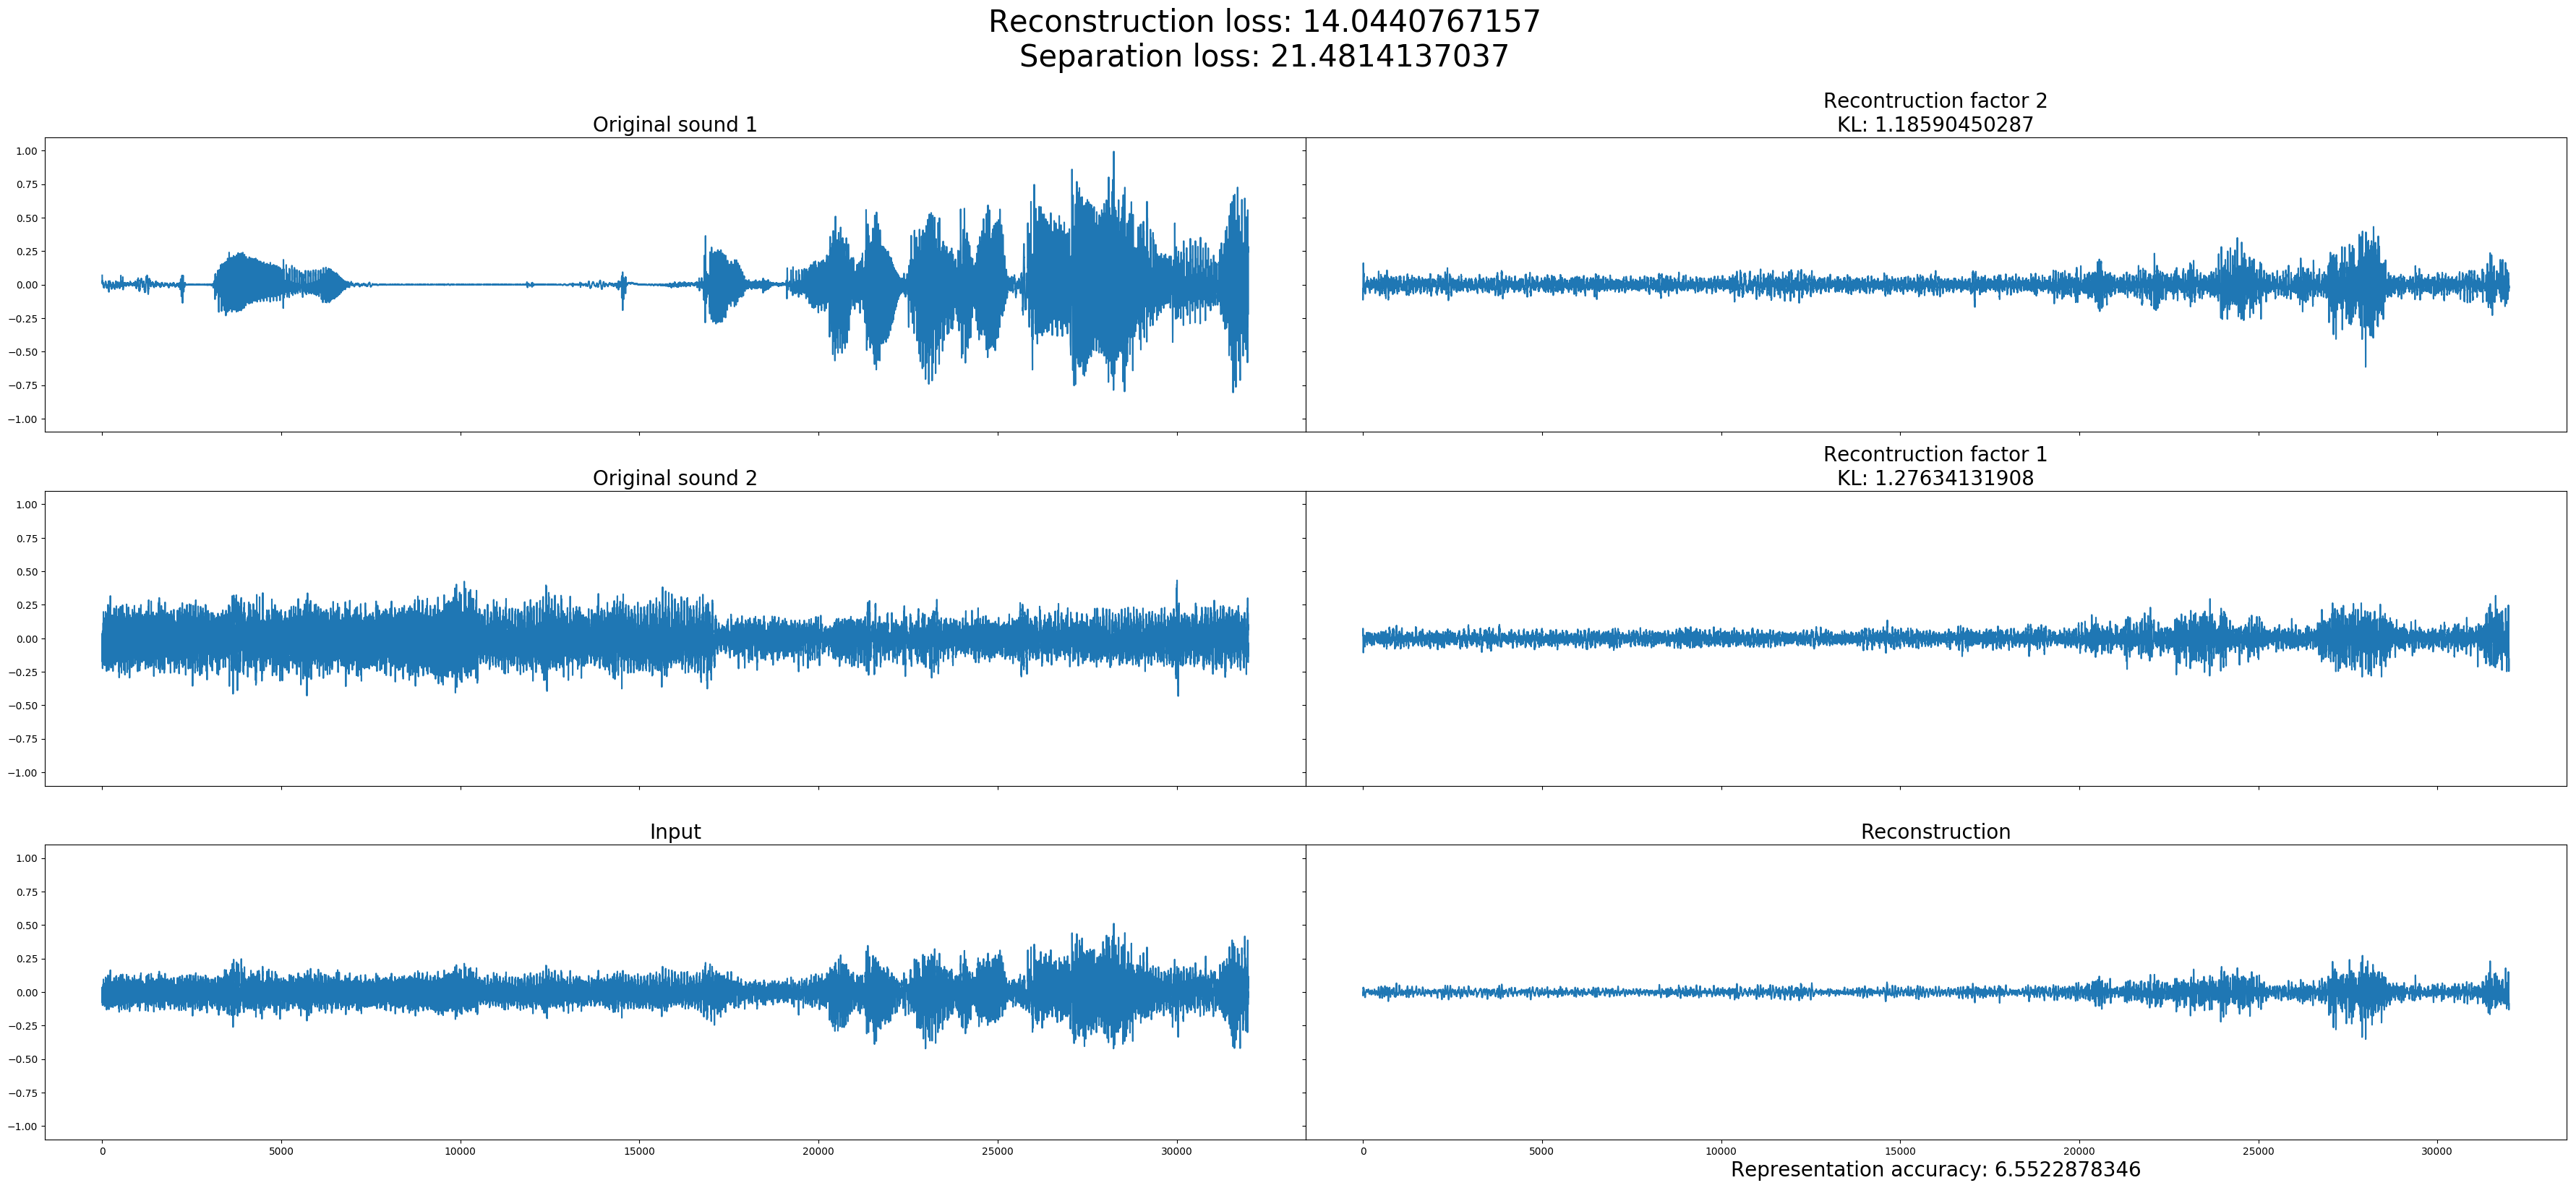 Reconstruction loss: 14.0440767157
Separation loss: 21.4814137037
Original sound 1
Recontruction factor 2
KL: 1.18590450287
1.00
0.75
0.50
0.25
0.00
−0.25
−0.50
−0.75
−1.00
Original sound 2
Recontruction factor 1
KL: 1.27634131908
1.00
0.75
0.50
0.25
0.00
−0.25
−0.50
−0.75
−1.00
Input
Reconstruction
1.00
0.75
0.50
0.25
0.00
−0.25
−0.50
−0.75
−1.00
0 5000 10000 15000 20000 25000 30000
0 5000 10000 15000 20000 25000 30000
Representation accuracy: 6.5522878346